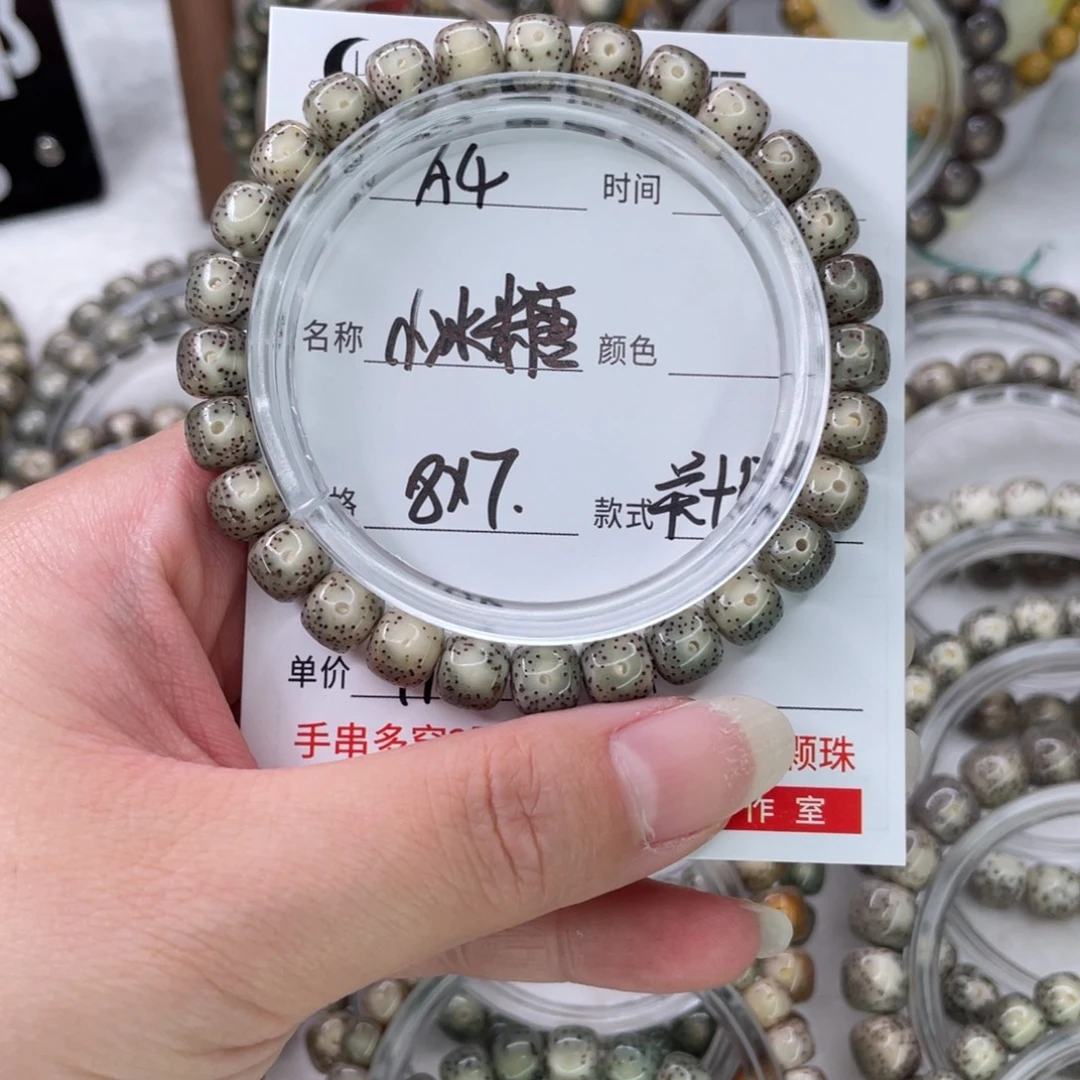 A4 时间
名称 小冰糖 颜色
格 8X7. 款式
单价
手串多 颗珠
作室